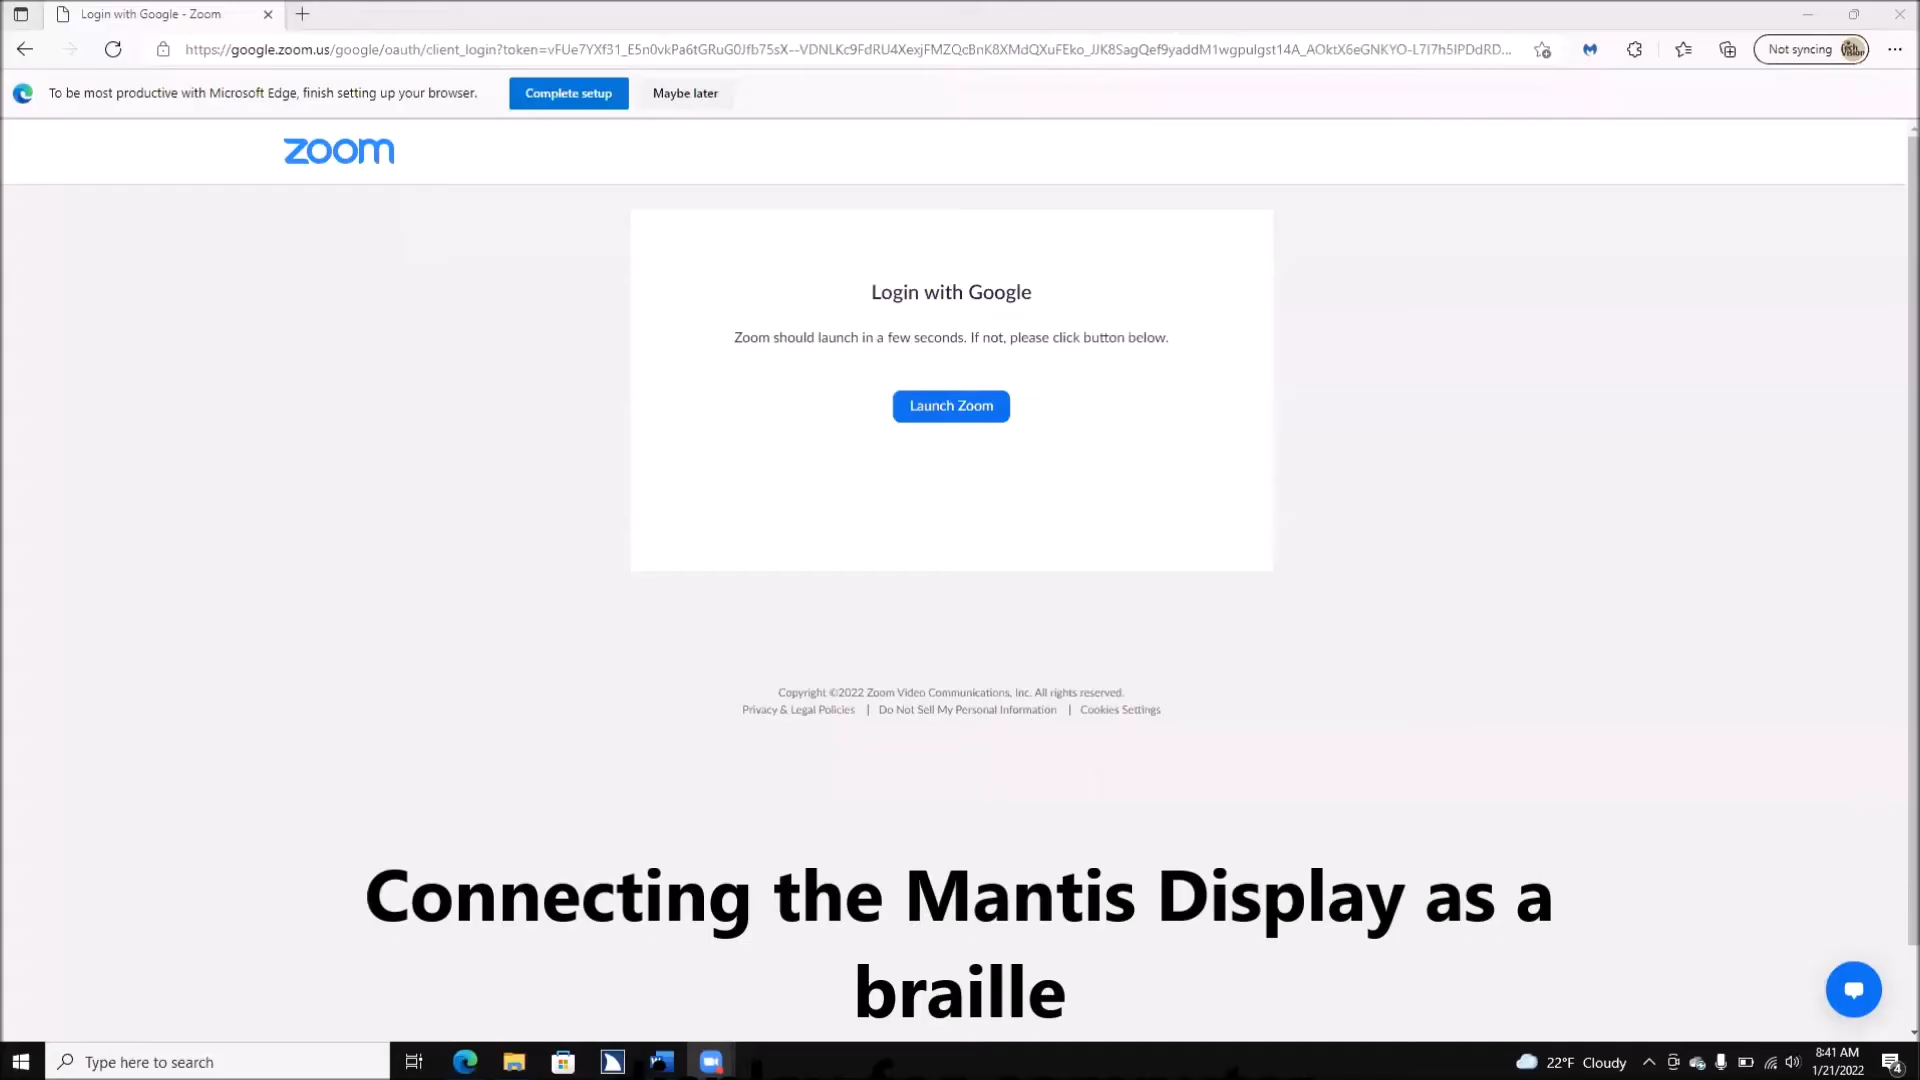 Login with Google - Zoom
https://google.zoom.us/google/oauth/client_login?token=vFUe7YXf31_E5n0vkPa6tGRuG0Jfb75sX--VDNLKc9FdRU4XexjFMZQcBnK8XMdQXuFEko_JJK8SagQef9yaddM1wgpulgst14A_AOktX6eGNKYO-L7I7h5IPDdRD...
Not syncing
To be most productive with Microsoft Edge, finish setting up your browser.
Complete setup
Maybe later
zoom
Login with Google
Zoom should launch in a few seconds. If not, please click button below.
Launch Zoom
Copyright ©2022 Zoom Video Communications, Inc. All rights reserved.
Privacy & Legal Policies | Do Not Sell My Personal Information | Cookies Settings
Connecting the Mantis Display as a
braille
Type here to search
22°F Cloudy
8:41 AM
1/21/2022
4